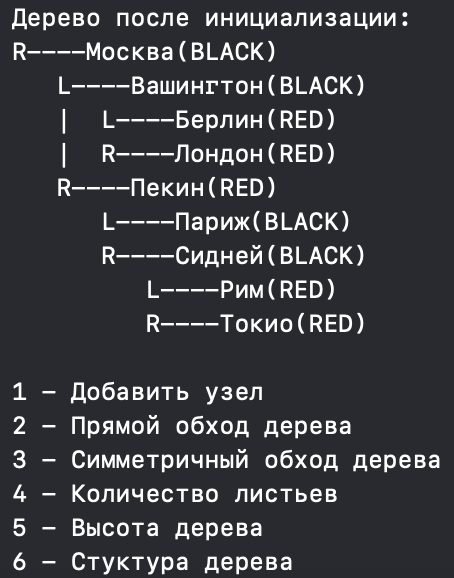 Дерево после инициализации:
R----Москва(BLACK)
   L----Вашингтон(BLACK)
   |  L----Берлин(RED)
   |  R----Лондон(RED)
   R----Пекин(RED)
      L----Париж(BLACK)
      R----Сидней(BLACK)
         L----Рим(RED)
         R----Токио(RED)

1 - Добавить узел
2 - Прямой обход дерева
3 - Симметричный обход дерева
4 - Количество листьев
5 - Высота дерева
6 - Стуктура дерева